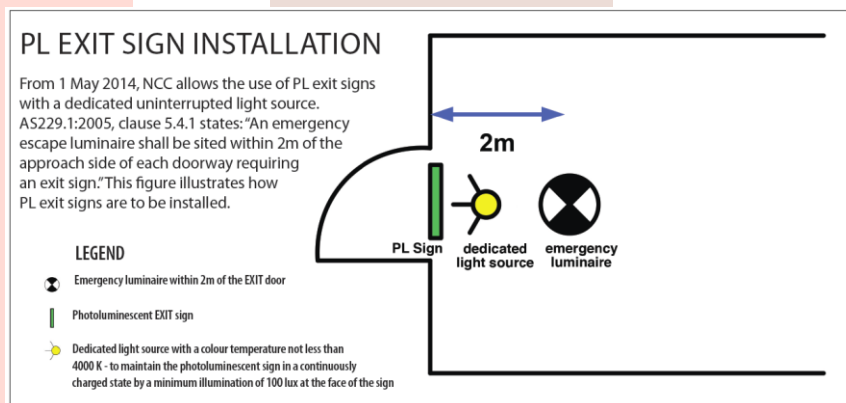 PL EXIT SIGN INSTALLATION
From 1 May 2014, NCC allows the use of PL exit signs
with a dedicated uninterrupted light source.
AS229.1:2005, clause 5.4.1 states: “An emergency
escape luminaire shall be sited within 2m of the
approach side of each doorway requiring
an exit sign.” This figure illustrates how
PL exit signs are to be installed.
LEGEND
Emergency luminaire within 2m of the EXIT door
Photoluminescent EXIT sign
Dedicated light source with a colour temperature not less than
4000 K - to maintain the photoluminescent sign in a continuously
charged state by a minimum illumination of 100 lux at the face of the sign
2m
PL Sign
dedicated
light source
emergency
luminaire